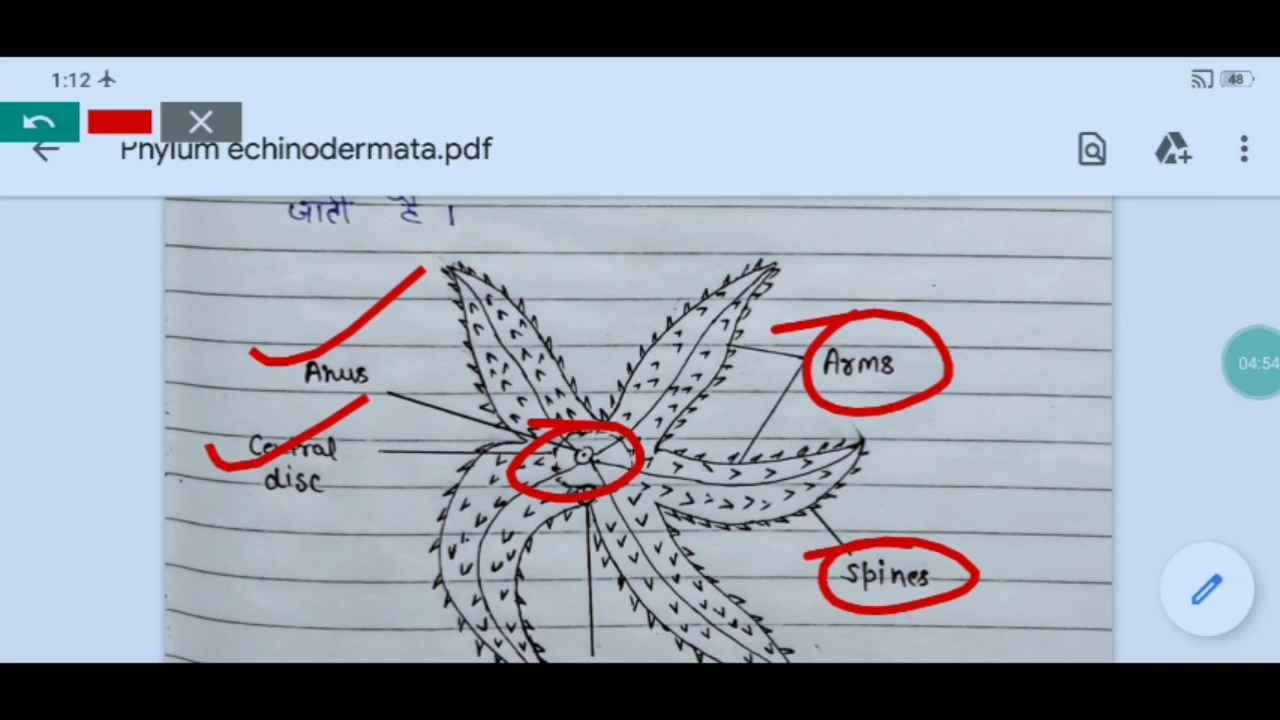 1:12
48
Phylum echinodermata.pdf
जाती है ।
Anus
Arms
Central
disc
Spines
04:54